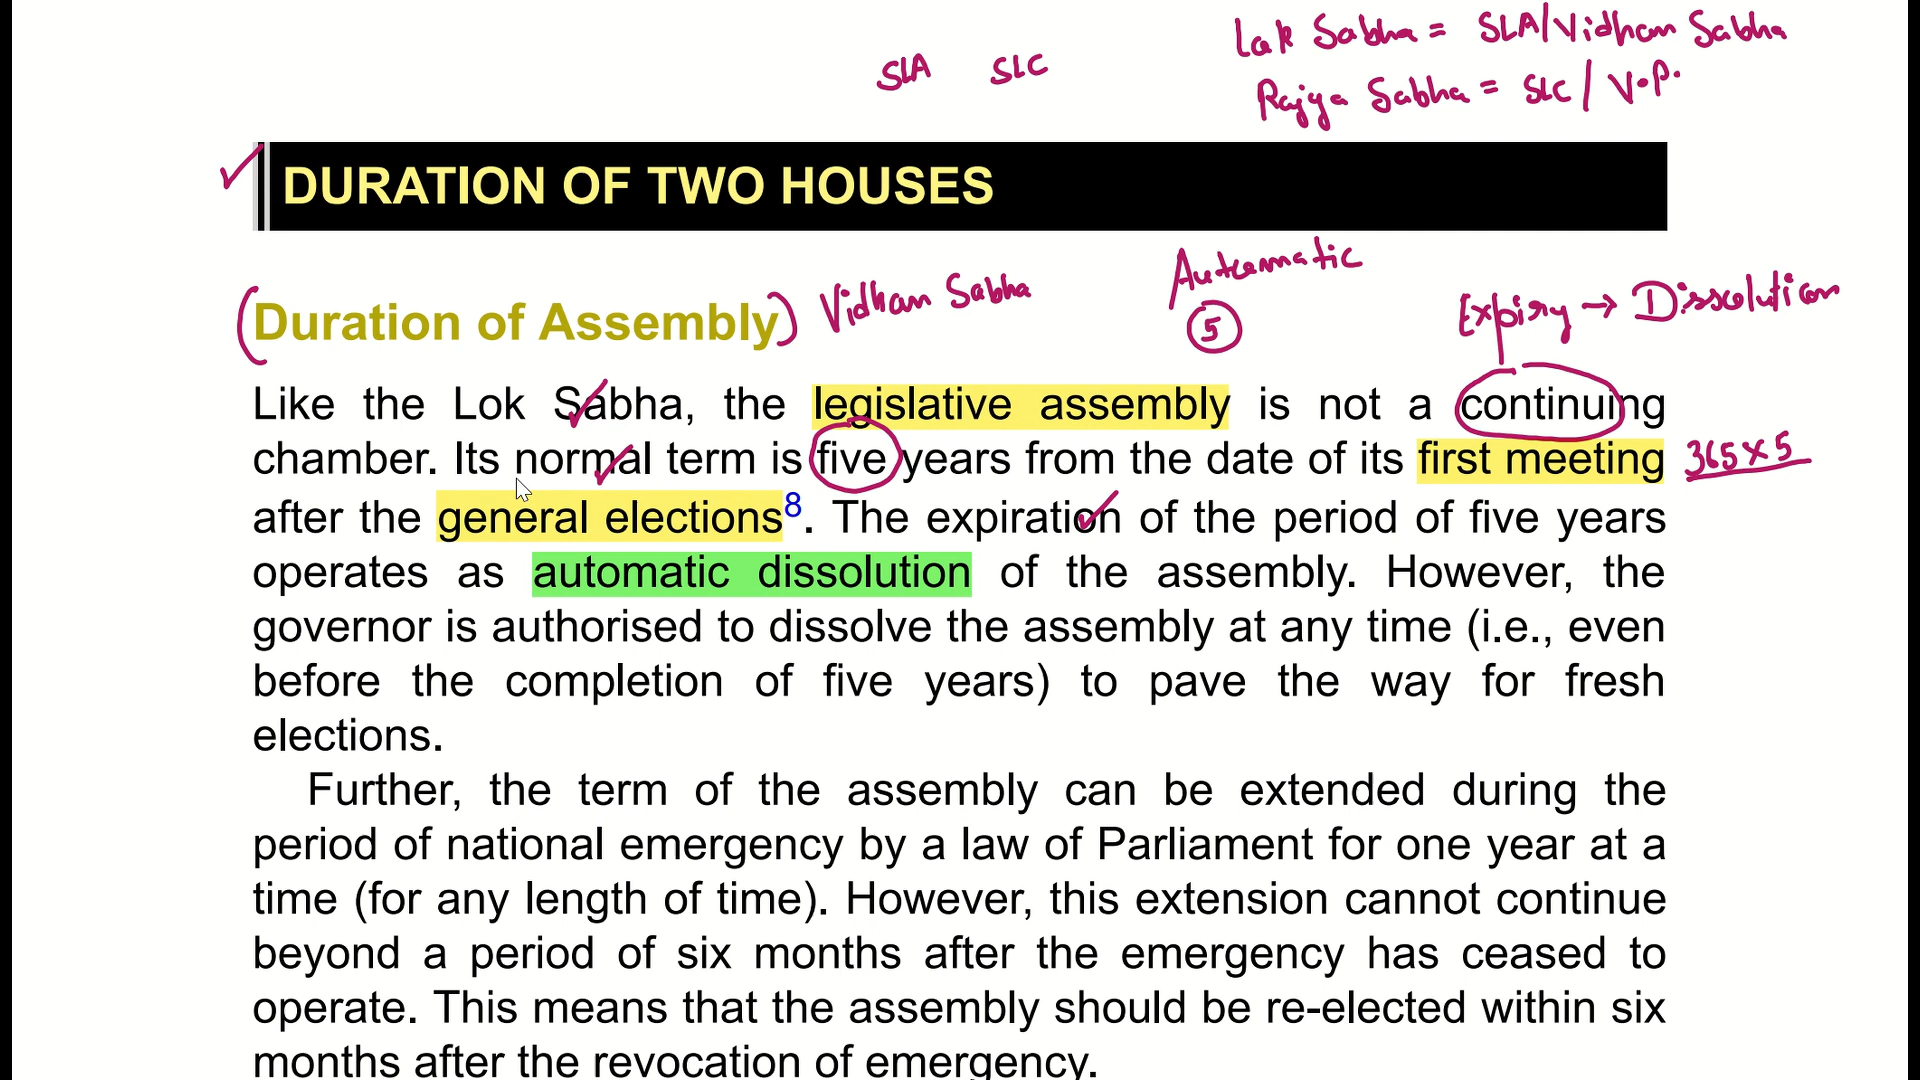 Lok Sabha = SLA/Vidhan Sabha
SLA SLC
Rajya Sabha = SLC / V.P.
DURATION OF TWO HOUSES
Automatic
(Duration of Assembly) Vidhan Sabha
5
Expiry → Dissolution
Like the Lok Sabha, the legislative assembly is not a continuing
chamber. Its normal term is five years from the date of its first meeting
365 x 5
after the general elections8. The expiration of the period of five years
operates as automatic dissolution of the assembly. However, the
governor is authorised to dissolve the assembly at any time (i.e., even
before the completion of five years) to pave the way for fresh
elections.
Further, the term of the assembly can be extended during the
period of national emergency by a law of Parliament for one year at a
time (for any length of time). However, this extension cannot continue
beyond a period of six months after the emergency has ceased to
operate. This means that the assembly should be re-elected within six
months after the revocation of emergency.